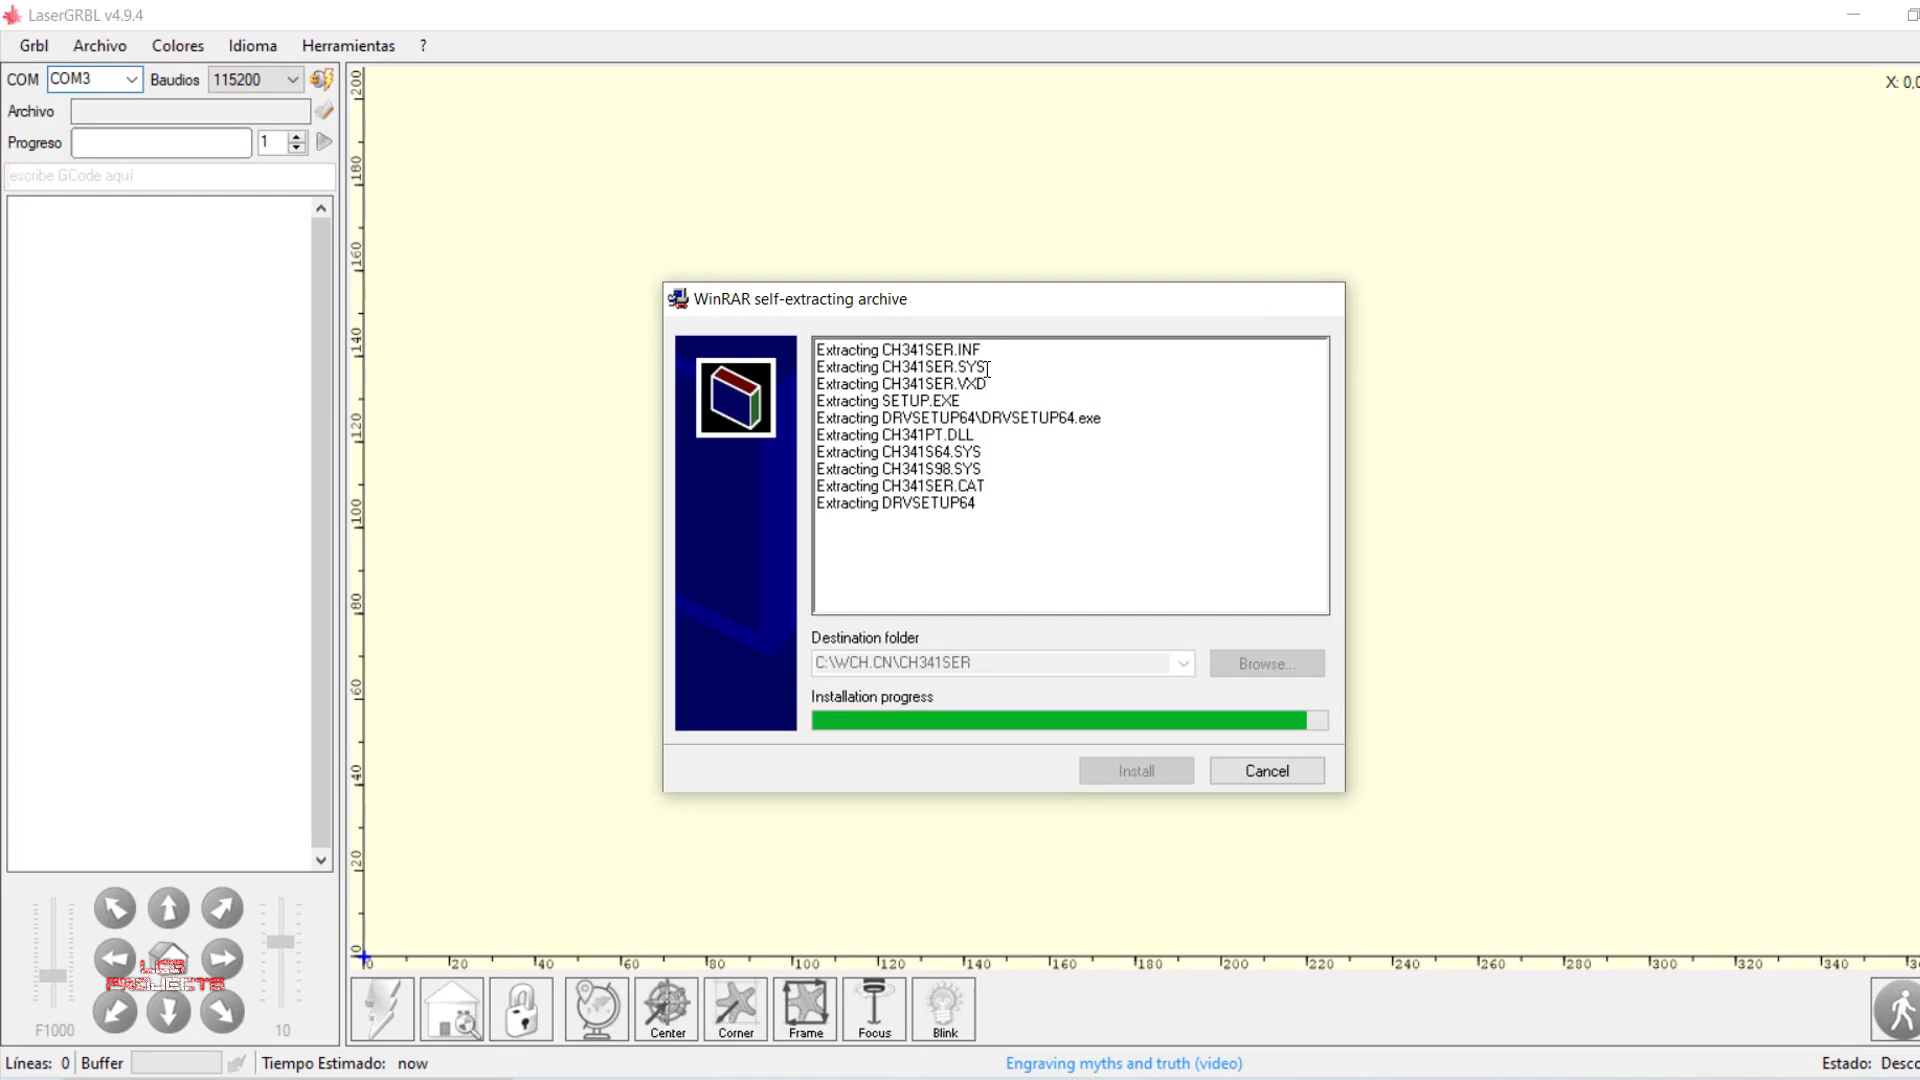 LaserGRBL v4.9.4
Grbl Archivo Colores Idioma Herramientas ?
COM COM3 Baudios 115200
X: 0,0
Archivo
Progreso 1
escribe GCode aquí
WinRAR self-extracting archive
Extracting CH341SER.INF
Extracting CH341SER.SYS
Extracting CH341SER.VXD
Extracting SETUP.EXE
Extracting DRVSETUP64\DRVSETUP64.exe
Extracting CH341PT.DLL
Extracting CH341S64.SYS
Extracting CH341S98.SYS
Extracting CH341SER.CAT
Extracting DRVSETUP64
Destination folder
C:\WCH.CN\CH341SER Browse...
Installation progress
Install Cancel
200
180
160
140
120
100
80
60
40
20
0
0 20 40 60 80 100 120 140 160 180 200 220 240 260 280 300 320 340
LCS
PROJECTS
F1000 10
Center Corner Frame Focus Blink
Líneas: 0 Buffer Tiempo Estimado: now Engraving myths and truth (video) Estado: Desco